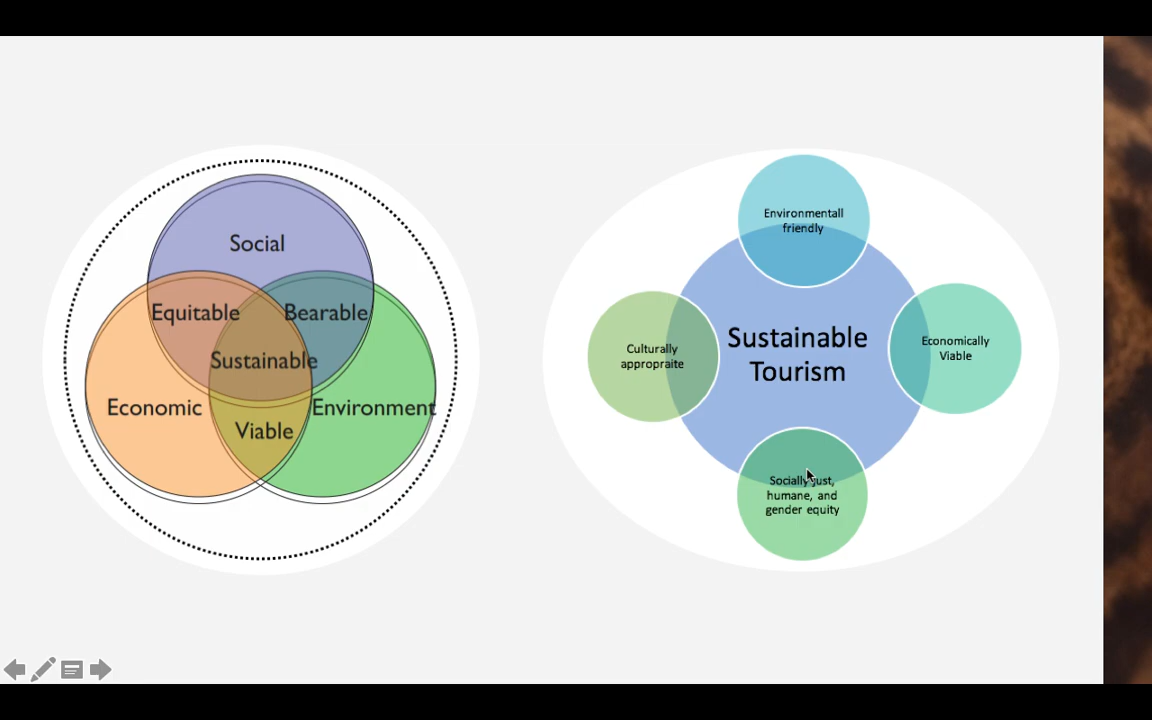 Social
Equitable
Bearable
Sustainable
Economic
Environment
Viable
Environmentall
friendly
Culturally
appropraite
Sustainable
Tourism
Economically
Viable
Socially just,
humane, and
gender equity